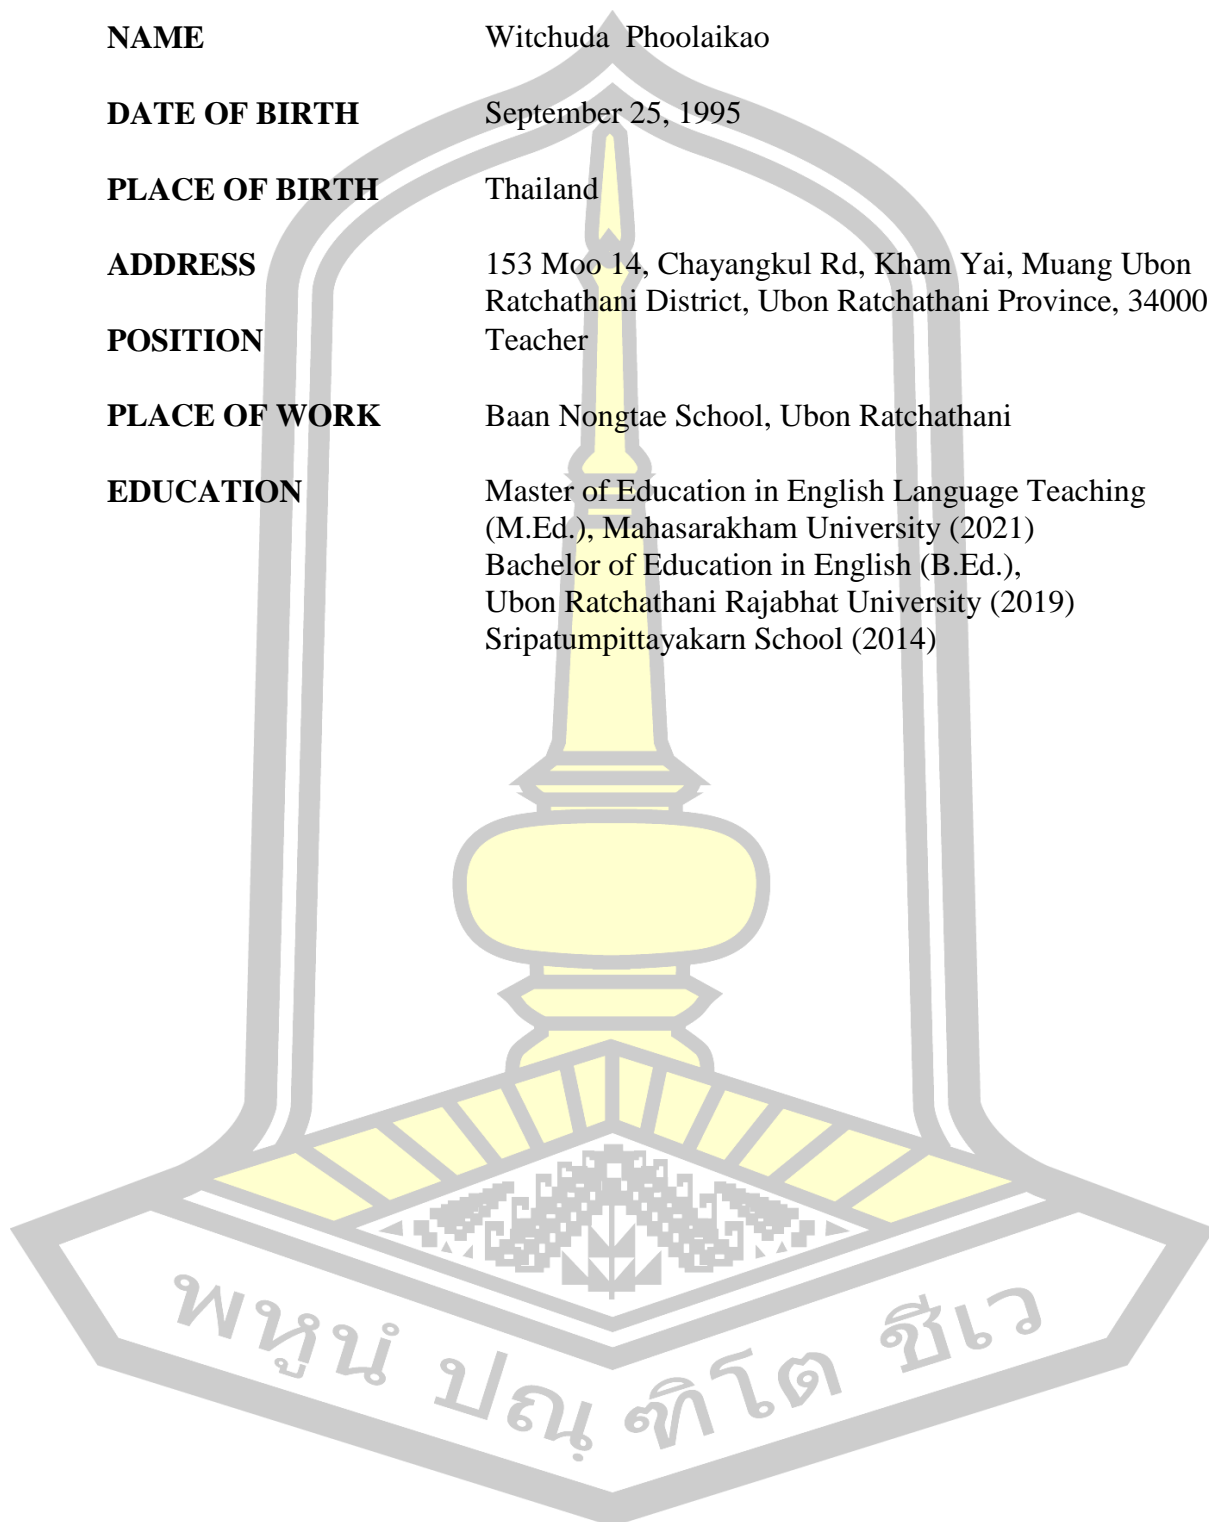 NAME Witchuda Phoolaikao
DATE OF BIRTH September 25, 1995
PLACE OF BIRTH Thailand
ADDRESS 153 Moo 14, Chayangkul Rd, Kham Yai, Muang Ubon
Ratchathani District, Ubon Ratchathani Province, 34000
POSITION Teacher
PLACE OF WORK Baan Nongtae School, Ubon Ratchathani
EDUCATION Master of Education in English Language Teaching
(M.Ed.), Mahasarakham University (2021)
Bachelor of Education in English (B.Ed.),
Ubon Ratchathani Rajabhat University (2019)
Sripatumpittayakarn School (2014)
พหูนํ ปณฺฑิโต ชีเว